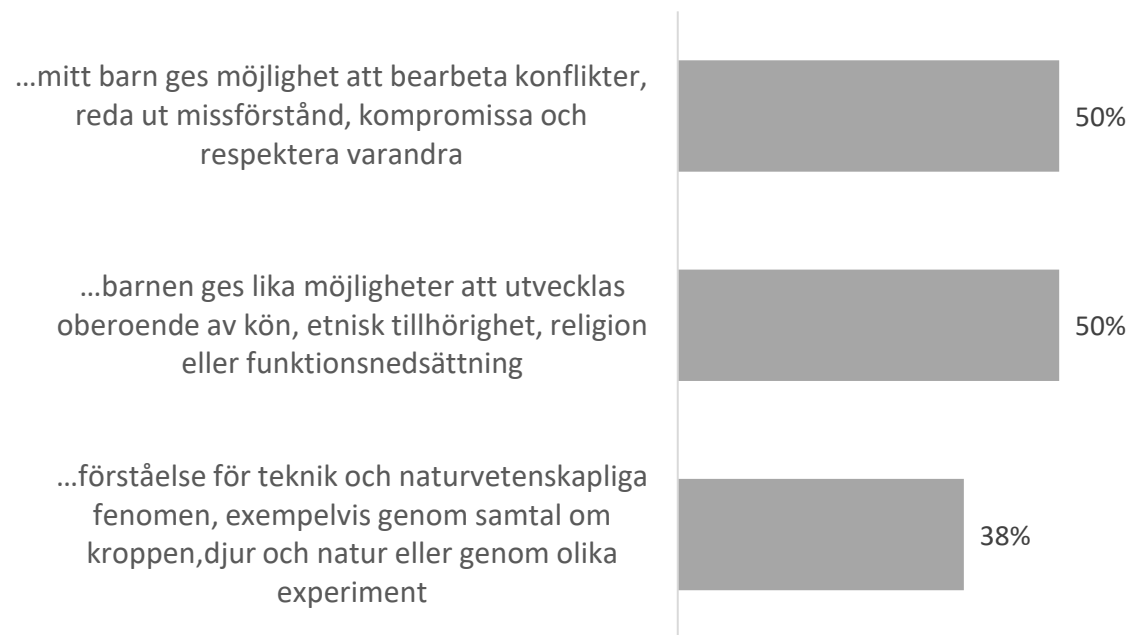 ...mitt barn ges möjlighet att bearbeta konflikter,
reda ut missförstånd, kompromissa och
respektera varandra
50%
...barnen ges lika möjligheter att utvecklas
oberoende av kön, etnisk tillhörighet, religion
eller funktionsnedsättning
50%
...förståelse för teknik och naturvetenskapliga
fenomen, exempelvis genom samtal om
kroppen,djur och natur eller genom olika
experiment
38%